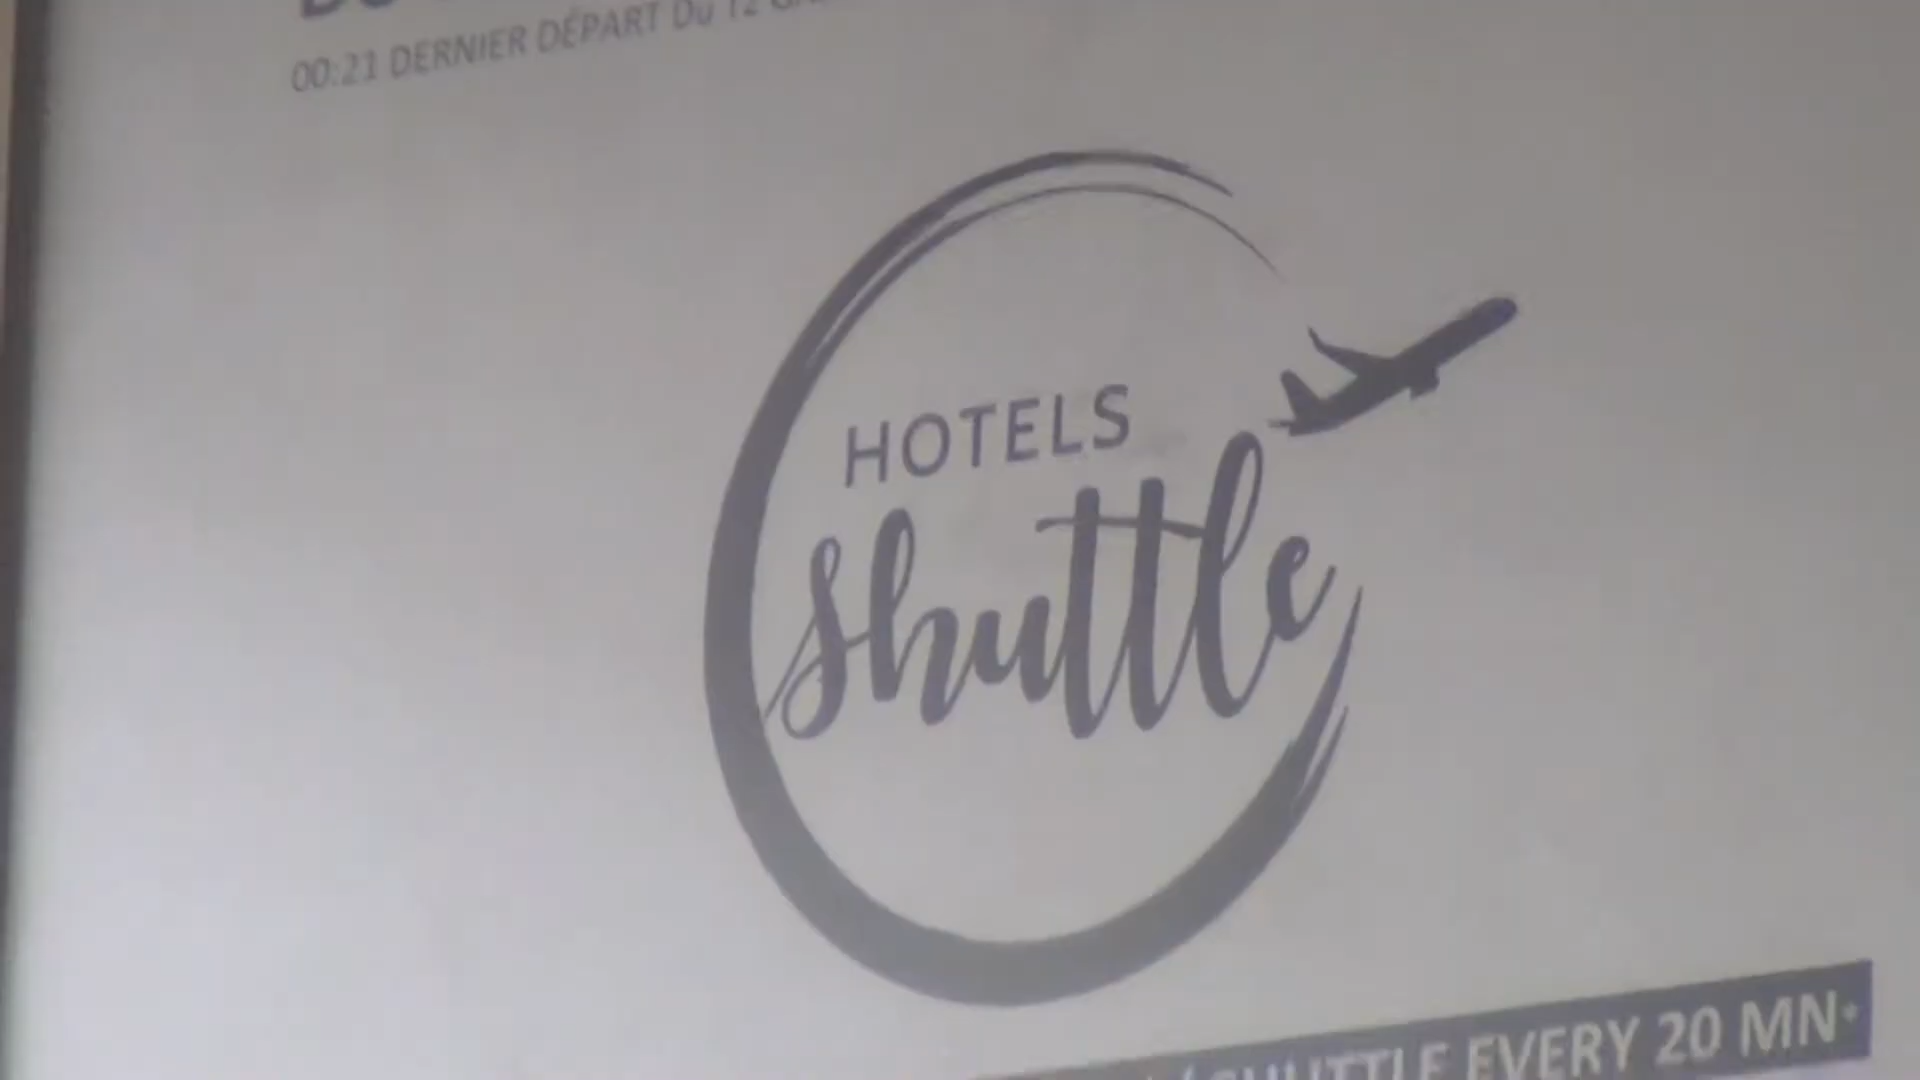 00:21 DERNIER DÉPART Du 12
HOTELS
shuttle
SHUTTLE EVERY 20 MN*